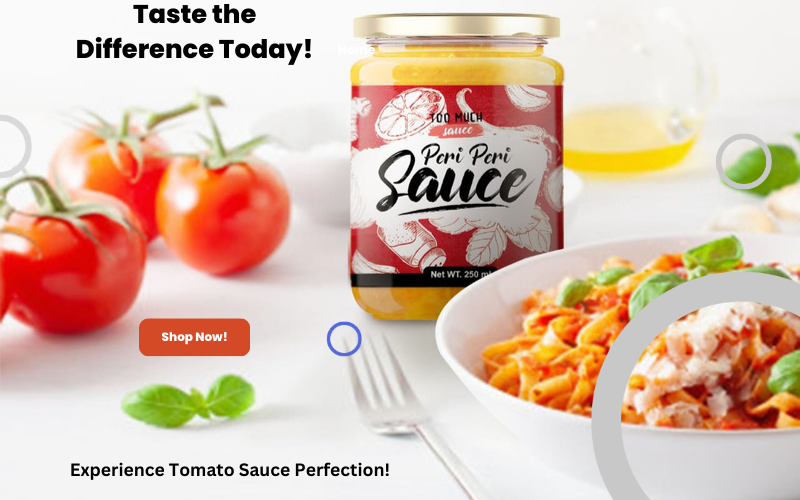 Taste the
Difference Today!
Home
TOO MUCH
sauce
Peri Peri
Sauce
Net WT. 250 ml
Shop Now!
Experience Tomato Sauce Perfection!